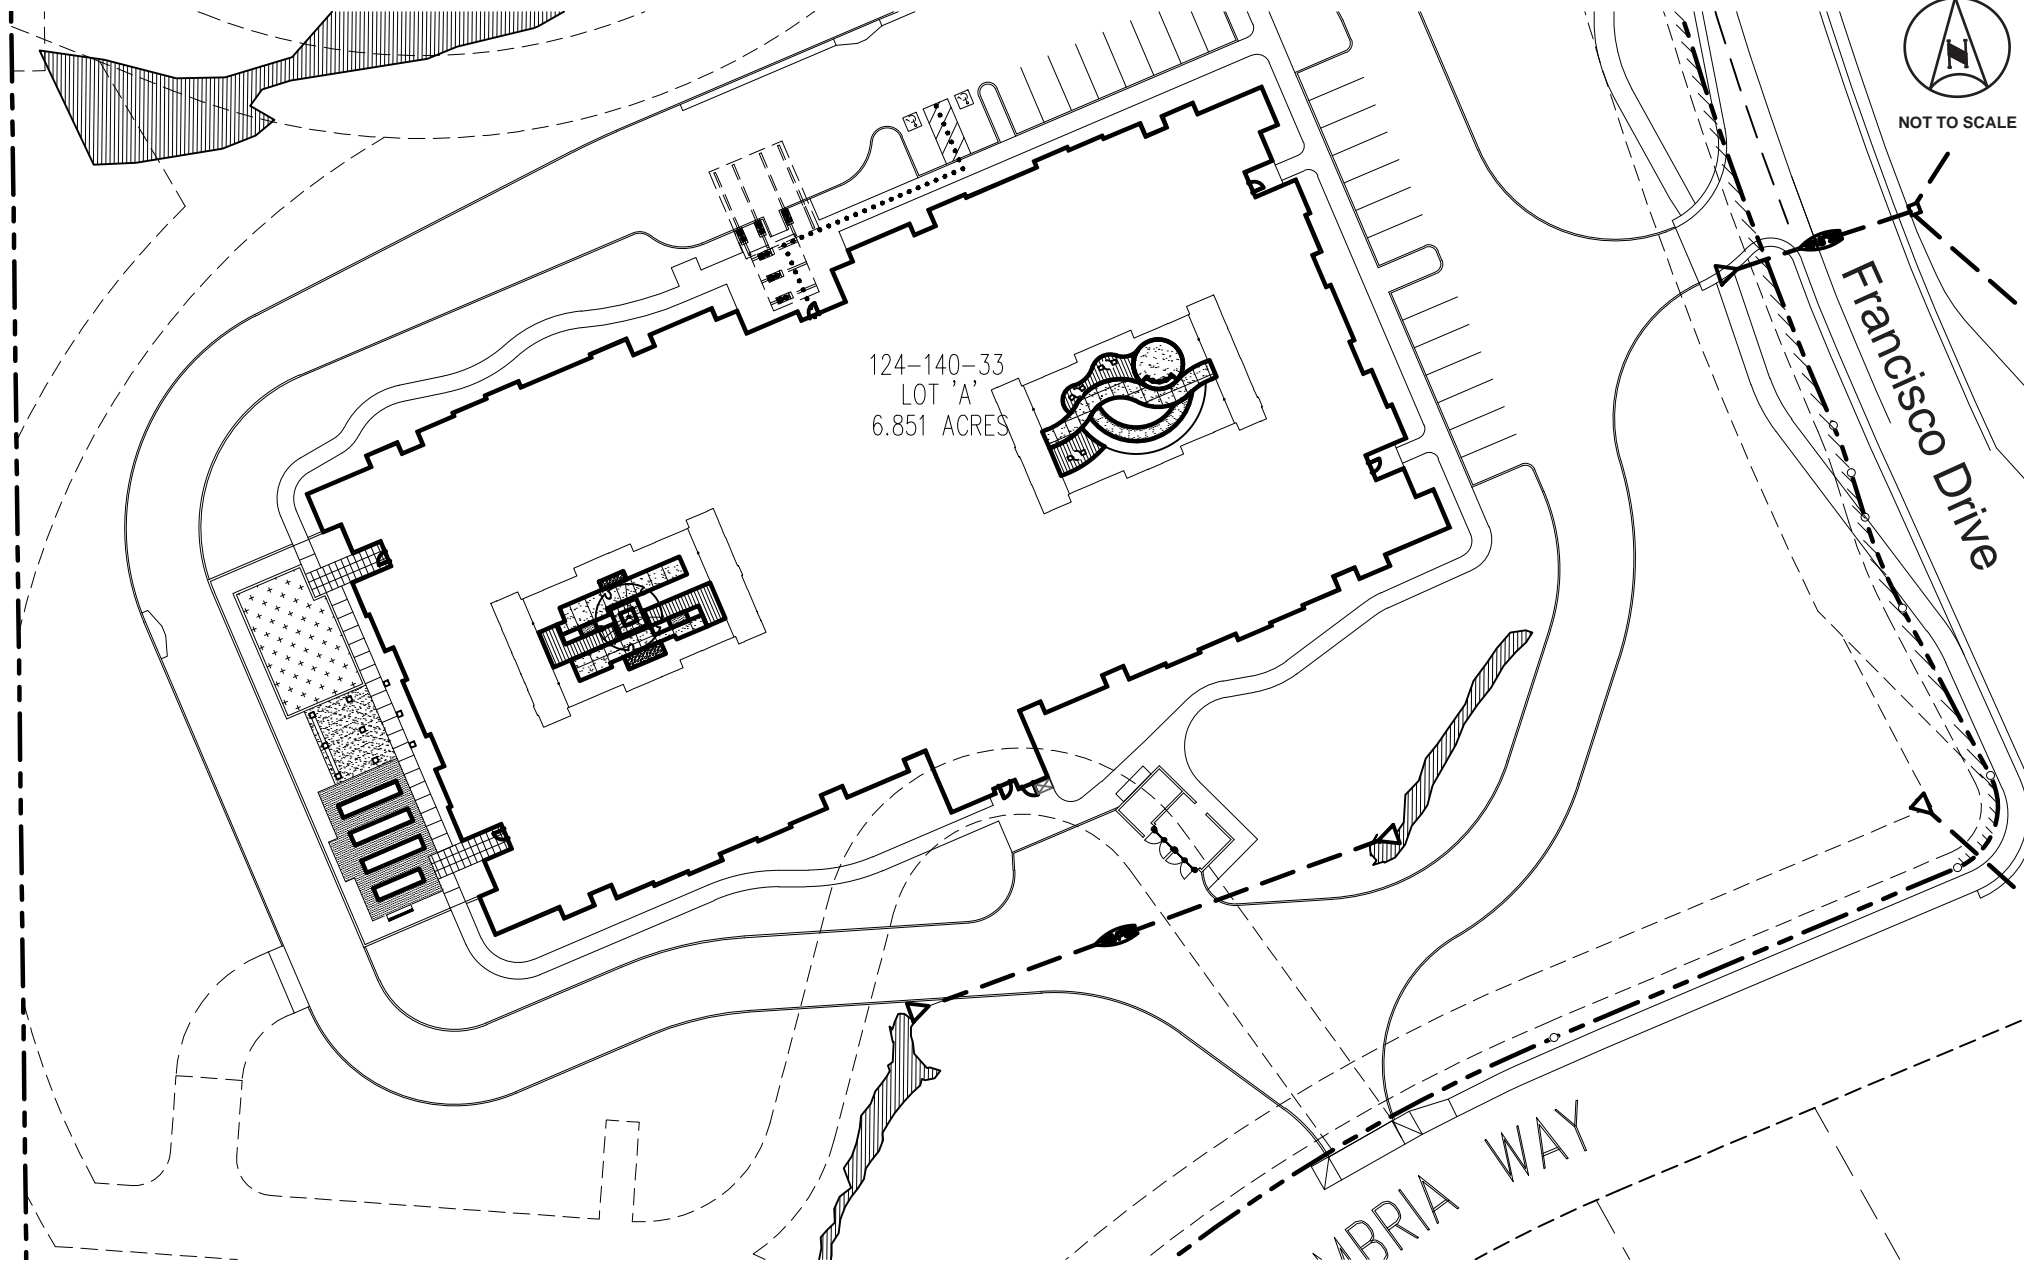 N
NOT TO SCALE
Francisco Drive
124-140-33
LOT 'A'
6.851 ACRES
MBRIA WAY